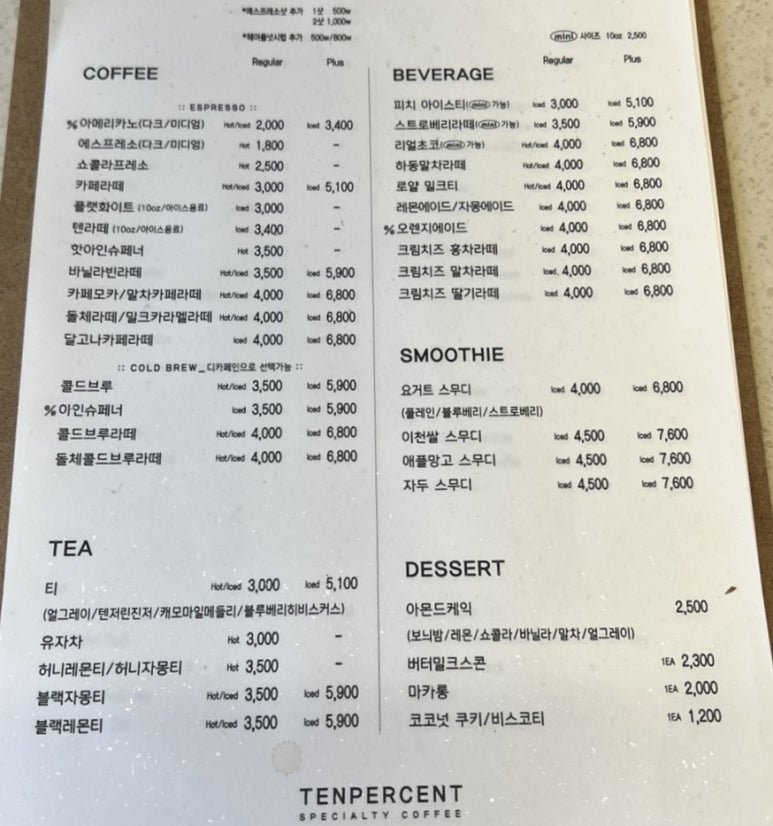 *에스프레소샷 추가 1샷 500w
2샷 1,000w
*헤이즐넛시럽 추가 500w/800w
Regular Plus
COFFEE
:: ESPRESSO ::
% 아메리카노(다크/미디엄) Hot/Iced 2,000 Iced 3,400
에스프레소(다크/미디엄) Hot 1,800 -
쇼콜라프레소 Hot 2,500 -
카페라떼 Hot/Iced 3,000 Iced 5,100
플랫화이트 (10oz/아이스음료) Iced 3,000 -
텐라떼 (10oz/아이스음료) Iced 3,400 -
핫아인슈페너 Hot 3,500 -
바닐라빈라떼 Hot/Iced 3,500 Iced 5,900
카페모카/말차카페라떼 Hot/Iced 4,000 Iced 6,800
돌체라떼/밀크카라멜라떼 Hot/Iced 4,000 Iced 6,800
달고나카페라떼 Iced 4,000 Iced 6,800
:: COLD BREW_디카페인으로 선택가능 ::
콜드브루 Hot/Iced 3,500 Iced 5,900
% 아인슈페너 Iced 3,500 Iced 5,900
콜드브루라떼 Hot/Iced 4,000 Iced 6,800
돌체콜드브루라떼 Hot/Iced 4,000 Iced 6,800
TEA
티 Hot/Iced 3,000 Iced 5,100
(얼그레이/텐저린진저/캐모마일메들리/블루베리히비스커스)
유자차 Hot 3,000 -
허니레몬티/허니자몽티 Hot 3,500 -
블랙자몽티 Hot/Iced 3,500 Iced 5,900
블랙레몬티 Hot/Iced 3,500 Iced 5,900
mini 사이즈 10oz 2,500
Regular Plus
BEVERAGE
피치 아이스티(mini 가능) Iced 3,000 Iced 5,100
스트로베리라떼(mini 가능) Iced 3,500 Iced 5,900
리얼초코(mini 가능) Hot/Iced 4,000 Iced 6,800
하동말차라떼 Hot/Iced 4,000 Iced 6,800
로얄 밀크티 Hot/Iced 4,000 Iced 6,800
레몬에이드/자몽에이드 Iced 4,000 Iced 6,800
% 오렌지에이드 Iced 4,000 Iced 6,800
크림치즈 홍차라떼 Iced 4,000 Iced 6,800
크림치즈 말차라떼 Iced 4,000 Iced 6,800
크림치즈 딸기라떼 Iced 4,000 Iced 6,800
SMOOTHIE
요거트 스무디 Iced 4,000 Iced 6,800
(플레인/블루베리/스트로베리)
이천쌀 스무디 Iced 4,500 Iced 7,600
애플망고 스무디 Iced 4,500 Iced 7,600
자두 스무디 Iced 4,500 Iced 7,600
DESSERT
아몬드케익 2,500
(보늬밤/레몬/쇼콜라/바닐라/말차/얼그레이)
버터밀크스콘 1EA 2,300
마카롱 1EA 2,000
코코넛 쿠키/비스코티 1EA 1,200
TENPERCENT
SPECIALTY COFFEE